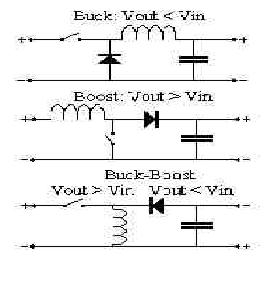 Buck: Vout < Vin
+ +
- -
Boost: Vout > Vin
+ +
- -
Buck-Boost
Vout > Vin Vout < Vin
+ -
- +